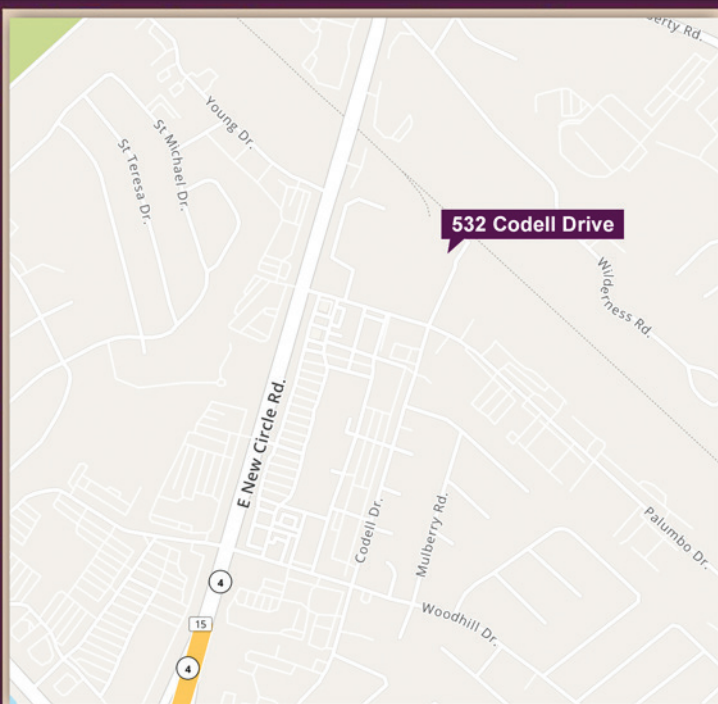 Young Dr.
St Michael Dr.
St Teresa Dr.
532 Codell Drive
Wilderness Rd.
E New Circle Rd.
Codell Dr.
Mulberry Rd.
Palumbo Dr.
Woodhill Dr.
4
15
4